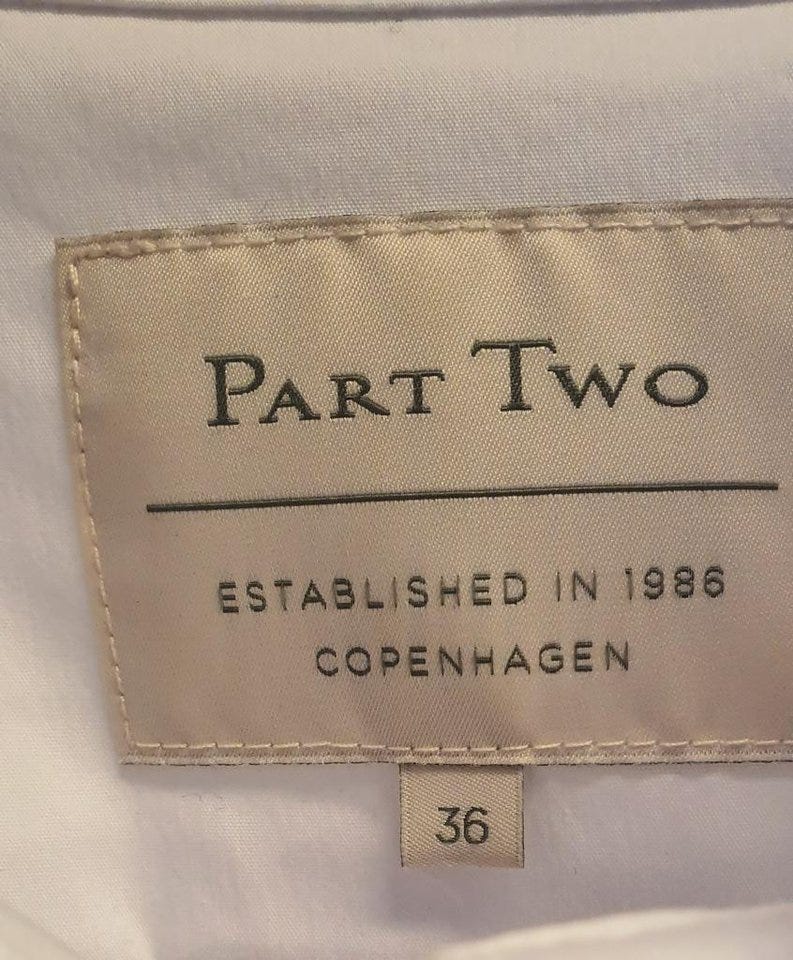 PART TWO
ESTABLISHED IN 1986
COPENHAGEN
36